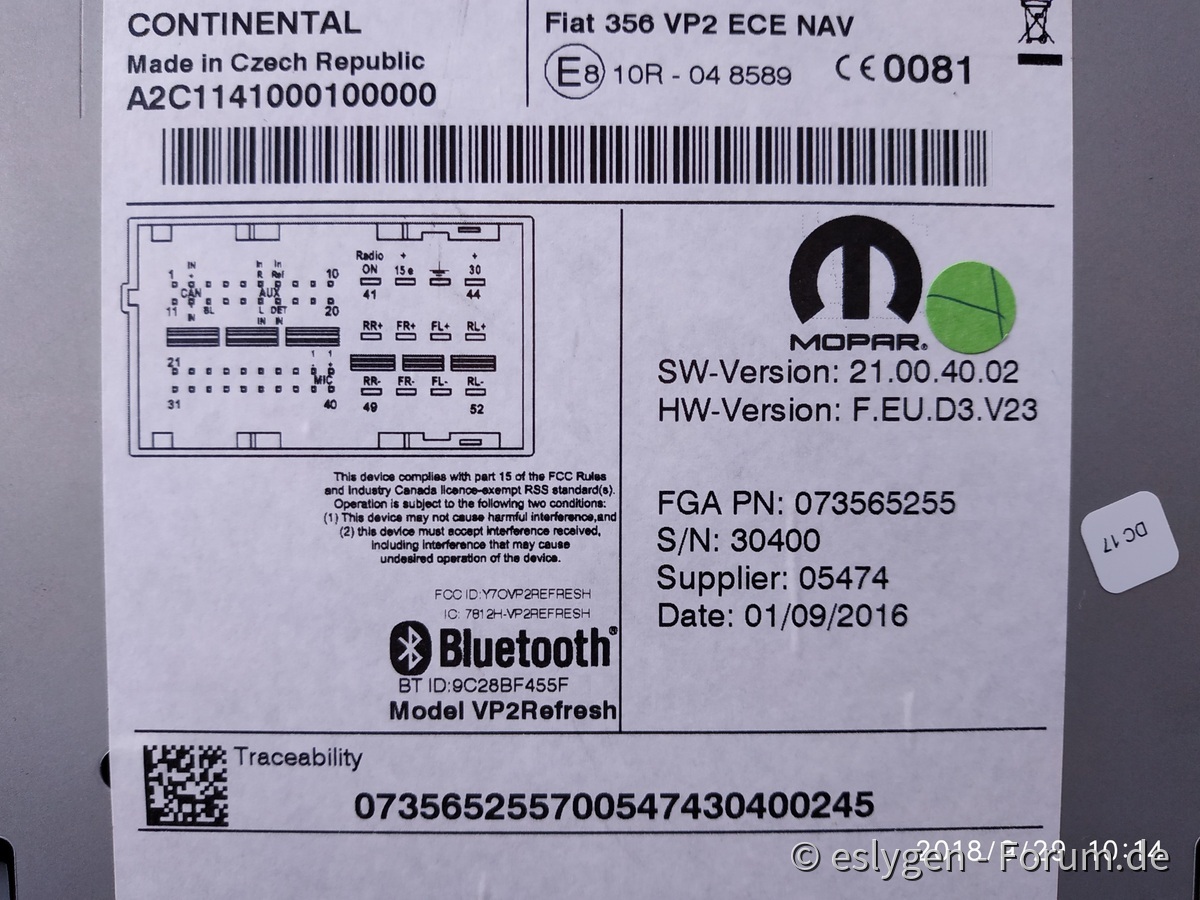 CONTINENTAL
Made in Czech Republic
A2C1141000100000
Fiat 356 VP2 ECE NAV
E8 10R - 04 8589 CE0081
Radio + +
ON 15e 30
IN In In
+ R Ref
1 10
CAN AUX
11 BL L DET 20
IN IN IN
41 44
RR+ FR+ FL+ RL+
21 MIC
31 40
RR- FR- FL- RL-
49 52
MOPAR®
SW-Version: 21.00.40.02
HW-Version: F.EU.D3.V23
This device complies with part 15 of the FCC Rules
and Industry Canada licence-exempt RSS standard(s).
Operation is subject to the following two conditions:
(1) This device may not cause harmful interference,and
(2) this device must accept interference received,
including interference that may cause
undesired operation of the device.
FGA PN: 073565255
S/N: 30400
Supplier: 05474
Date: 01/09/2016
DC 17
FCC ID:Y7OVP2REFRESH
IC: 7812H-VP2REFRESH
Bluetooth®
BT ID:9C28BF455F
Model VP2Refresh
Traceability
073565255700547430400245
© eslygen - Forum.de